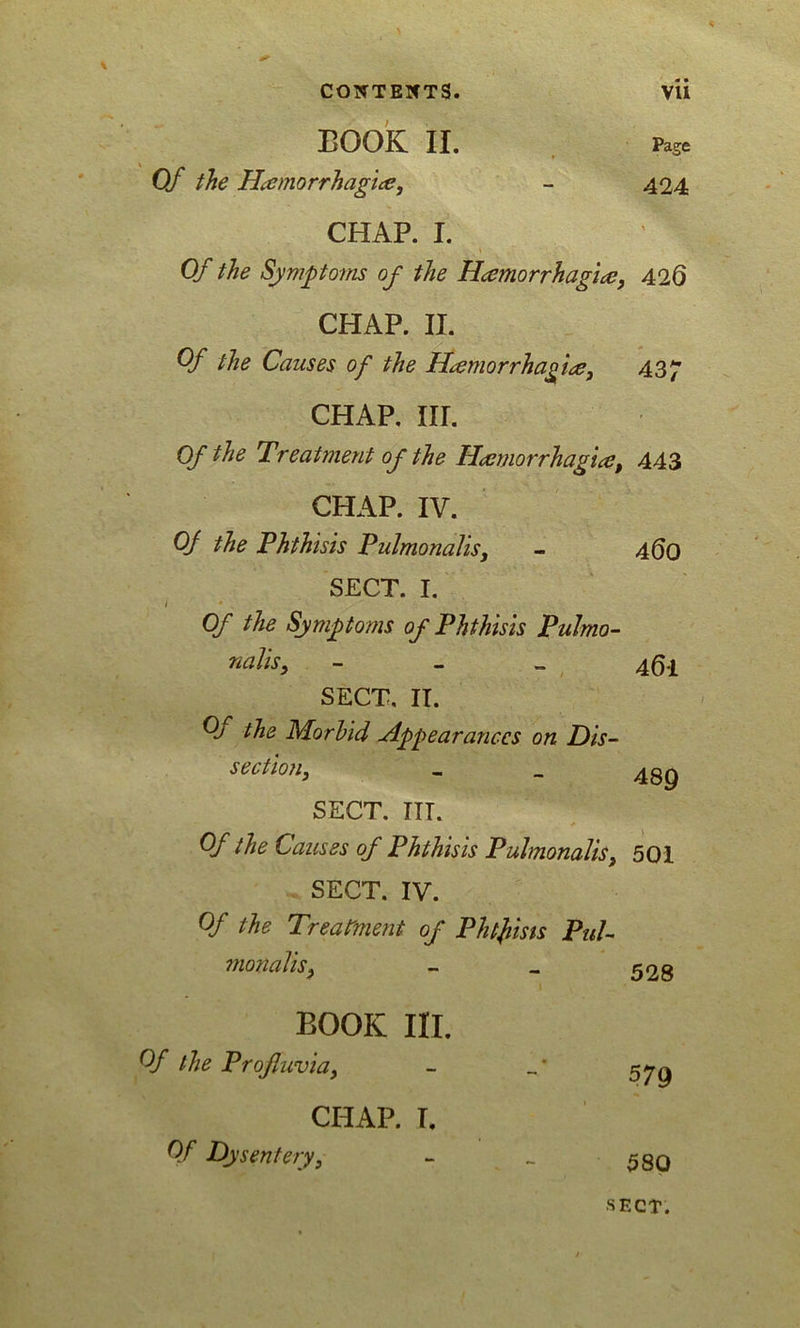 CONTENTS. vii
BOOK II. Page
Of the Hæmorrhagiæ, - 424
CHAP. I.
Of the Symptoms of the Hæmorrhagiæ, 426
CHAP. II.
Of the Causes of the Hæmorrhagiæ, 437
CHAP. III.
Of the Treatment of the Hæmorrhagiæ, 443
CHAP. IV.
Of the Phthisis Pulmonalis, - 460
SECT. I.
Of the Symptoms of Phthisis Pulmo-
nalis, - - - 461
SECT. II.
Of the Morbid Appearances on Dis-
section, - - 489
SECT. III.
Of the Causes of Phthisis Pulmonalis, 501
SECT. IV.
Of the Treatment of Phthisis Pul-
monalis, - - 528
BOOK III.
Of the Profluvia, - - 579
CHAP. I.
Of Dysentery, - - 580
SECT.